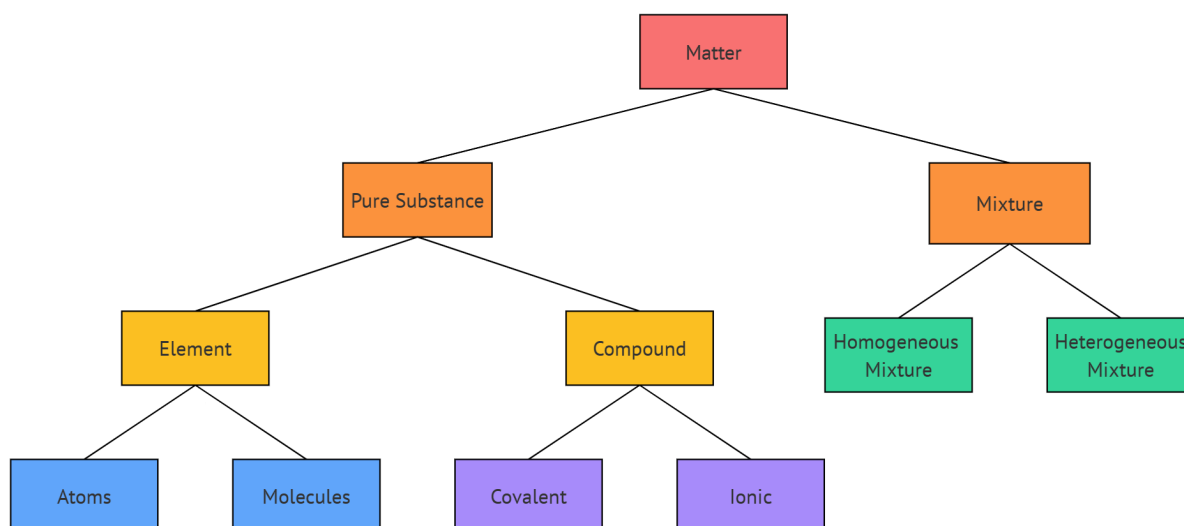 Matter
Pure Substance
Mixture
Element
Compound
Homogeneous
Mixture
Heterogeneous
Mixture
Atoms
Molecules
Covalent
Ionic